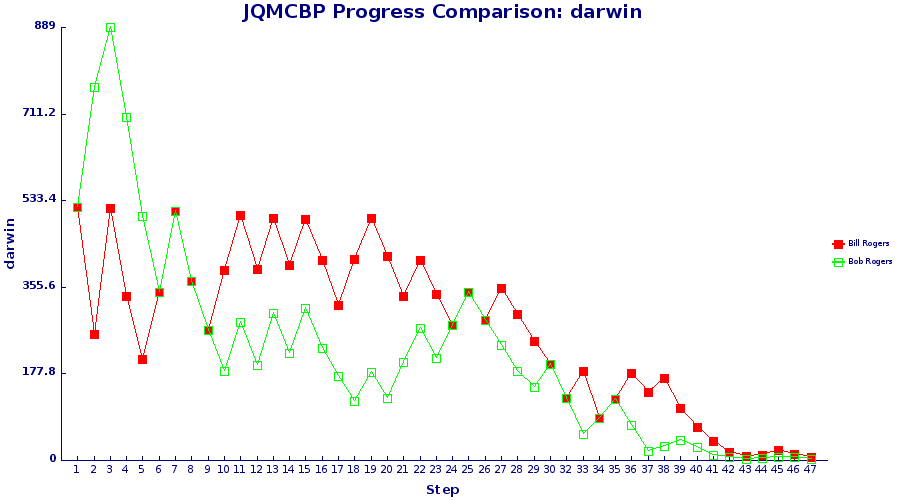 JQMCBP Progress Comparison: darwin
889
711.2
533.4
355.6
177.8
0
darwin
Bill Rogers
Bob Rogers
1 2 3 4 5 6 7 8 9 10 11 12 13 14 15 16 17 18 19 20 21 22 23 24 25 26 27 28 29 30 32 33 34 35 36 37 38 39 40 41 42 43 44 45 46 47
Step